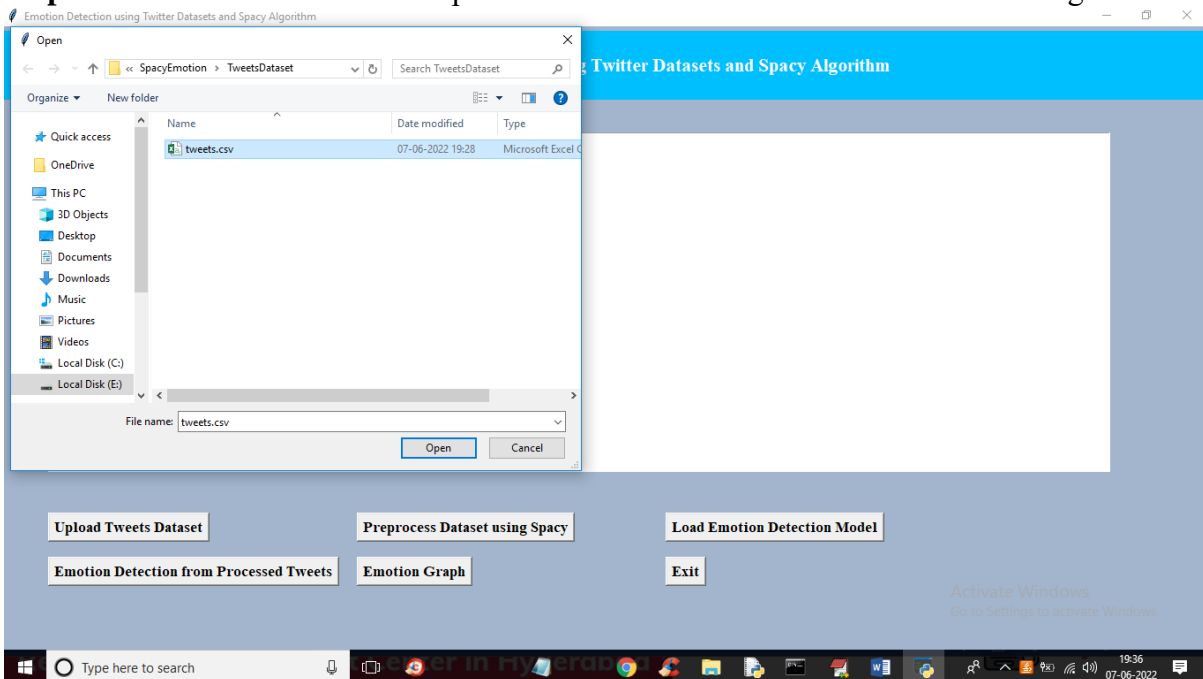 Emotion Detection using Twitter Datasets and Spacy Algorithm
Open
Twitter Datasets and Spacy Algorithm
« SpacyEmotion › TweetsDataset
Search TweetsDataset
Organize
New folder
Name
Date modified
Type
tweets.csv
07-06-2022 19:28
Microsoft Excel C
Quick access
OneDrive
This PC
3D Objects
Desktop
Documents
Downloads
Music
Pictures
Videos
Local Disk (C:)
Local Disk (E:)
File name: tweets.csv
Open
Cancel
Upload Tweets Dataset
Preprocess Dataset using Spacy
Load Emotion Detection Model
Emotion Detection from Processed Tweets
Emotion Graph
Exit
Activate Windows
Go to Settings to activate Windows.
Type here to search
19:36
07-06-2022